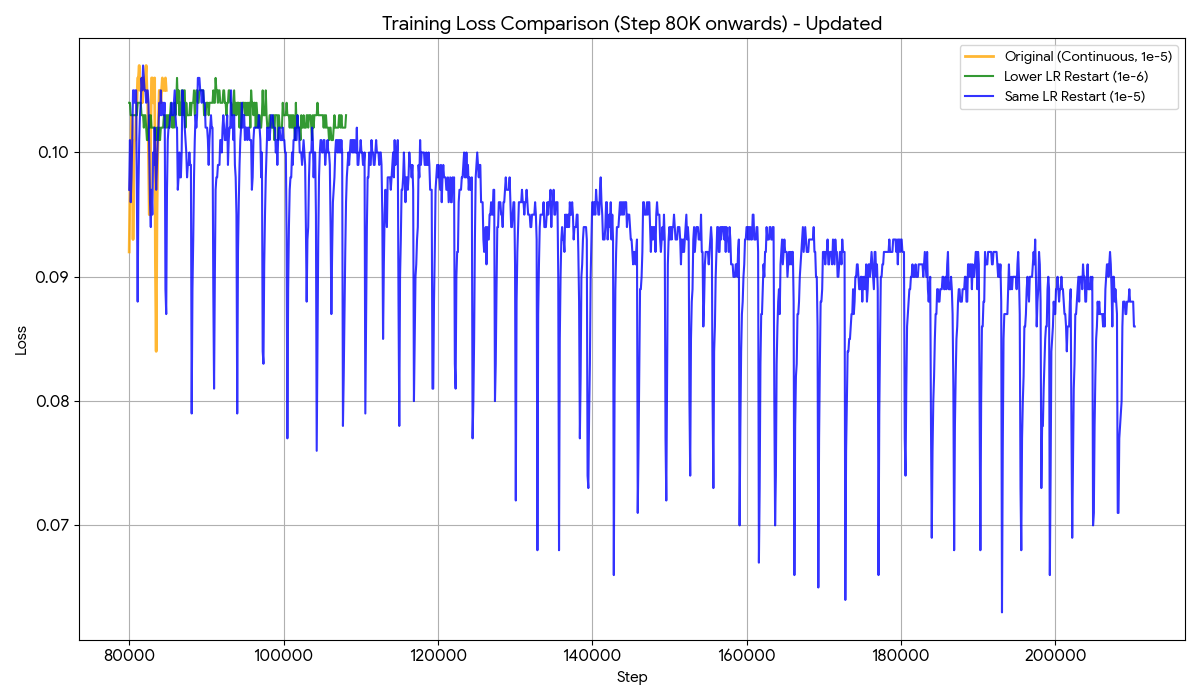 Training Loss Comparison (Step 80K onwards) - Updated
Original (Continuous, 1e-5)
Lower LR Restart (1e-6)
Same LR Restart (1e-5)
0.10
0.09
0.08
0.07
Loss
80000 100000 120000 140000 160000 180000 200000
Step